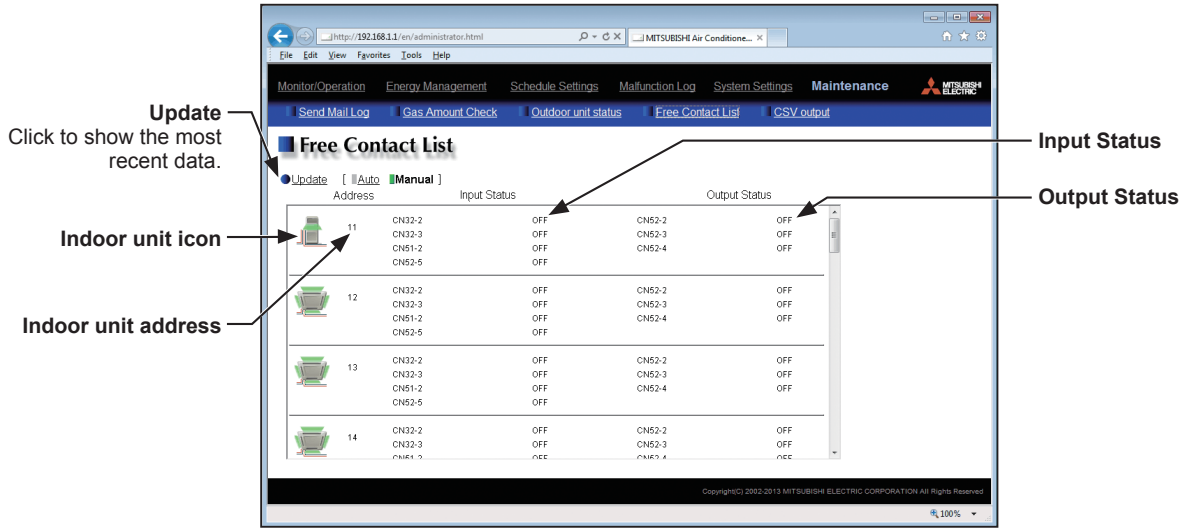 http://192.168.1.1/en/administrator.html
MITSUBISHI Air Conditione...
File Edit View Favorites Tools Help
Monitor/Operation Energy Management Schedule Settings Malfunction Log System Settings Maintenance
MITSUBISHI
ELECTRIC
Send Mail Log Gas Amount Check Outdoor unit status Free Contact List CSV output
Free Contact List
Update [ Auto Manual ]
Address Input Status Output Status
11 CN32-2 OFF CN52-2 OFF
CN32-3 OFF CN52-3 OFF
CN51-2 OFF CN52-4 OFF
CN52-5 OFF
12 CN32-2 OFF CN52-2 OFF
CN32-3 OFF CN52-3 OFF
CN51-2 OFF CN52-4 OFF
CN52-5 OFF
13 CN32-2 OFF CN52-2 OFF
CN32-3 OFF CN52-3 OFF
CN51-2 OFF CN52-4 OFF
CN52-5 OFF
14 CN32-2 OFF CN52-2 OFF
CN32-3 OFF CN52-3 OFF
CN51-2 OFF CN52-4 OFF
Copyright(C) 2002-2013 MITSUBISHI ELECTRIC CORPORATION All Rights Reserved
100%
Update
Click to show the most
recent data.
Indoor unit icon
Indoor unit address
Input Status
Output Status